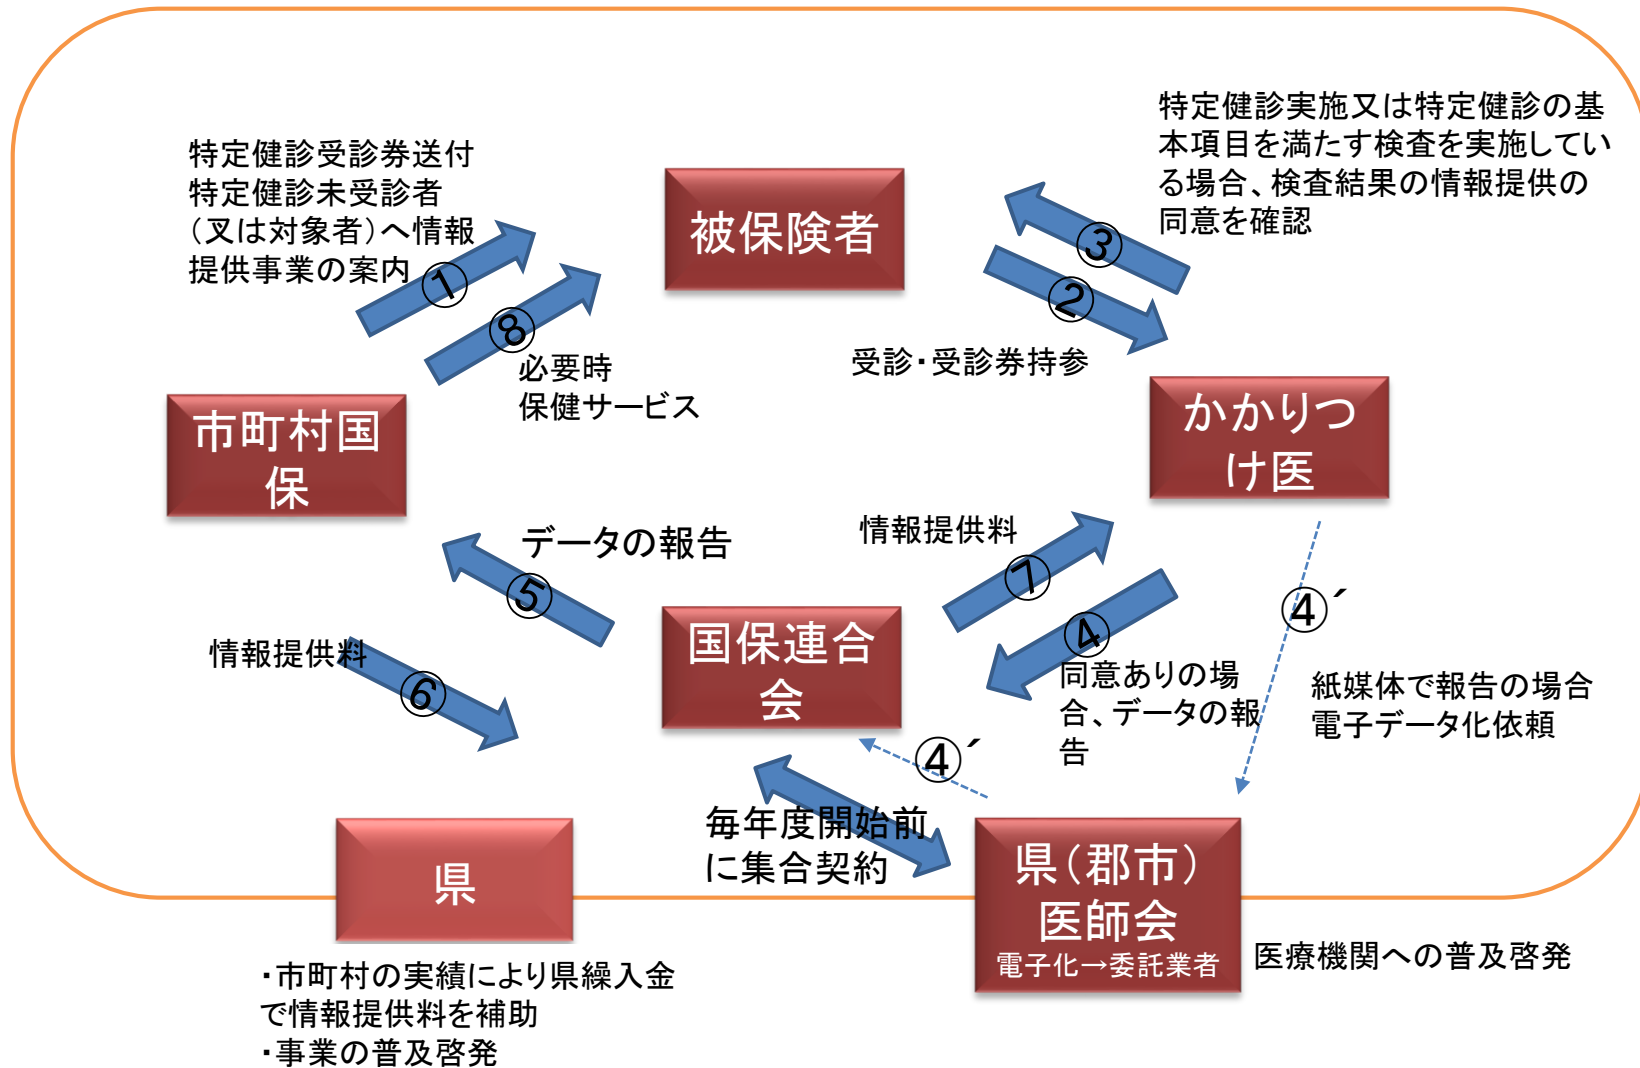 特定健診受診券送付
特定健診未受診者
（又は対象者）へ情報
提供事業の案内
①
⑧
必要時
保健サービス
被保険者
特定健診実施又は特定健診の基
本項目を満たす検査を実施してい
る場合、検査結果の情報提供の
同意を確認
③
②
受診・受診券持参
市町村国
保
かかりつ
け医
データの報告
⑤
情報提供料
⑥
国保連合
会
情報提供料
⑦
④
同意ありの場
合、データの報
告
④´
紙媒体で報告の場合
電子データ化依頼
④´
毎年度開始前
に集合契約
県
・市町村の実績により県繰入金
で情報提供料を補助
・事業の普及啓発
県（郡市）
医師会
電子化→委託業者
医療機関への普及啓発